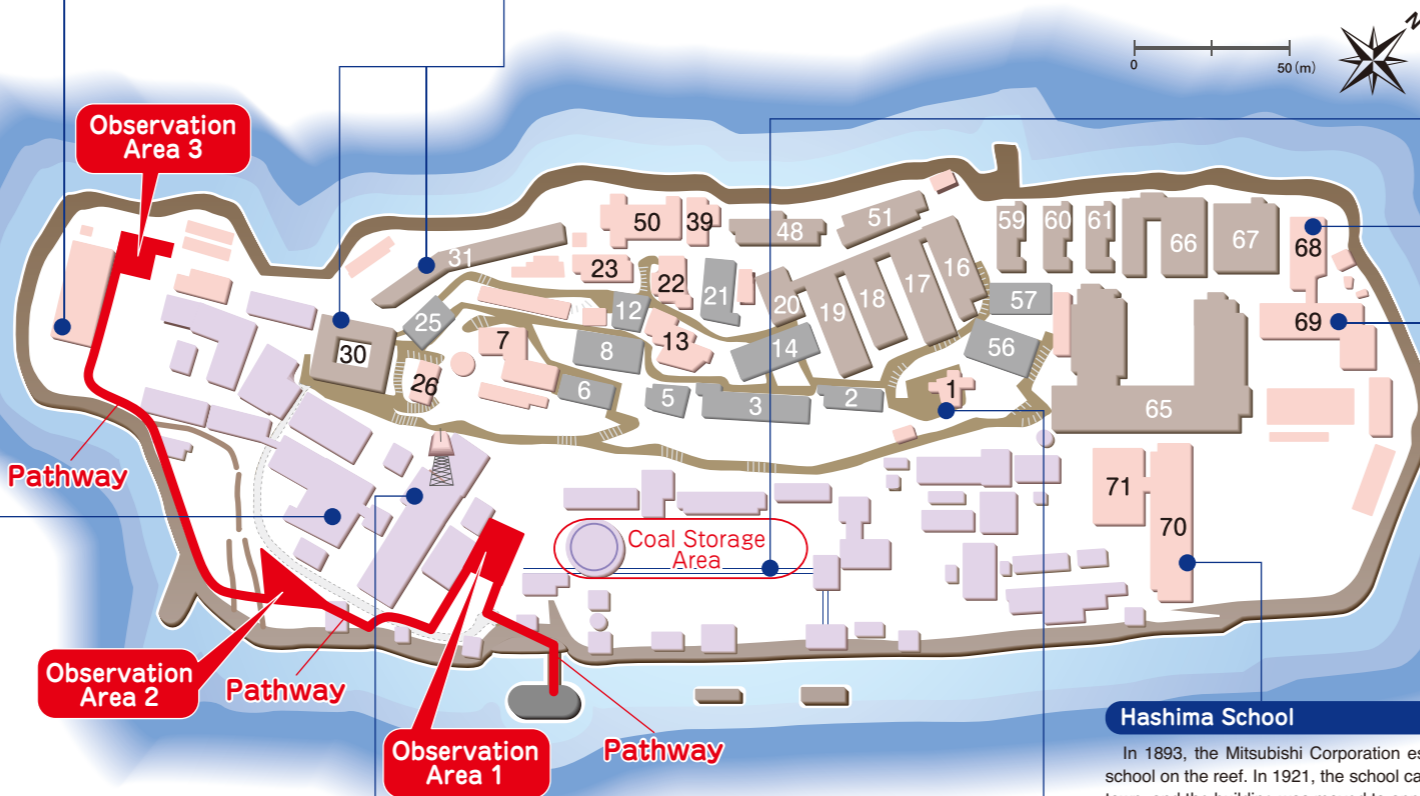 N
0
50 (m)
Observation
Area 3
50
39
48
51
59
60
61
66
67
68
31
23
22
21
20
19
18
17
16
57
69
25
12
13
14
56
30
7
8
26
6
5
3
2
1
65
Pathway
71
70
Coal Storage
Area
Observation
Area 2
Pathway
Observation
Area 1
Pathway
Hashima School
In 1893, the Mitsubishi Corporation es
school on the reef. In 1921, the school ca